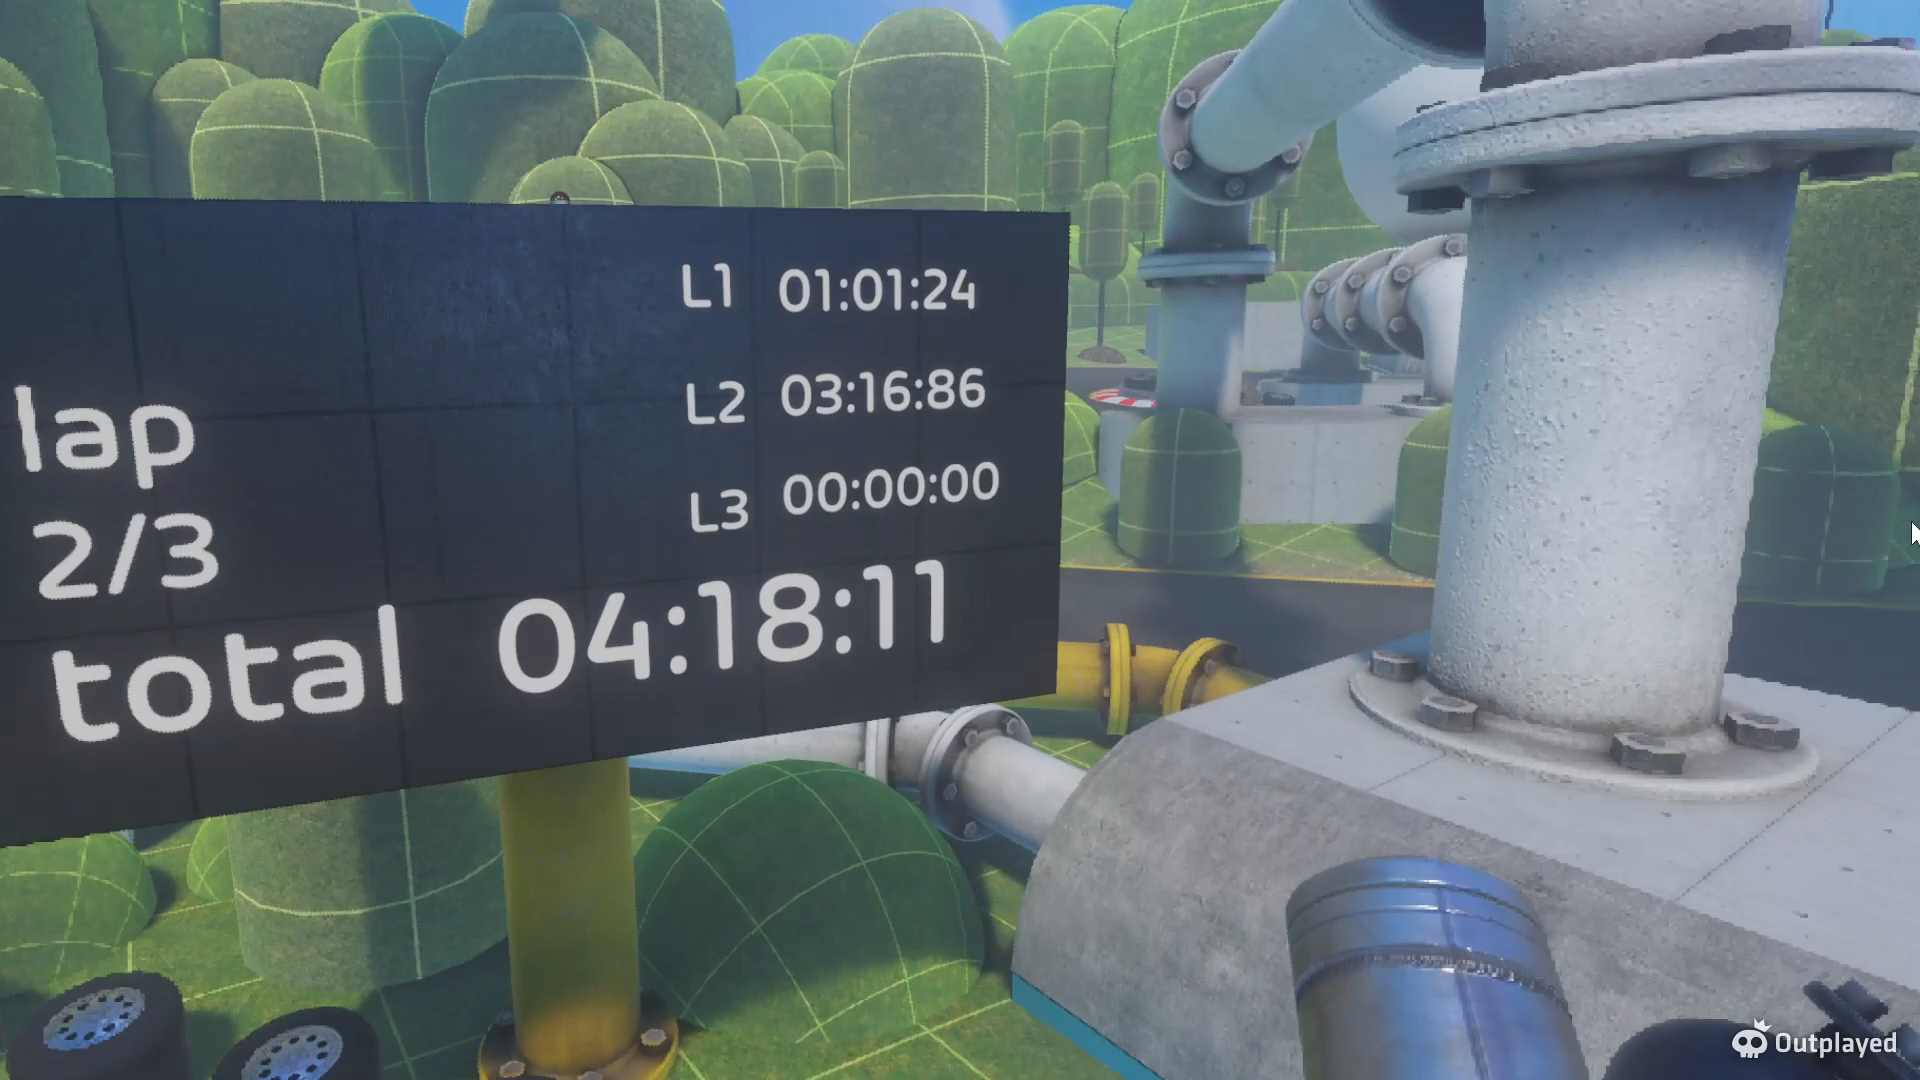 L1 01:01:24
L2 03:16:86
L3 00:00:00
lap
2/3
total 04:18:11
Outplayed